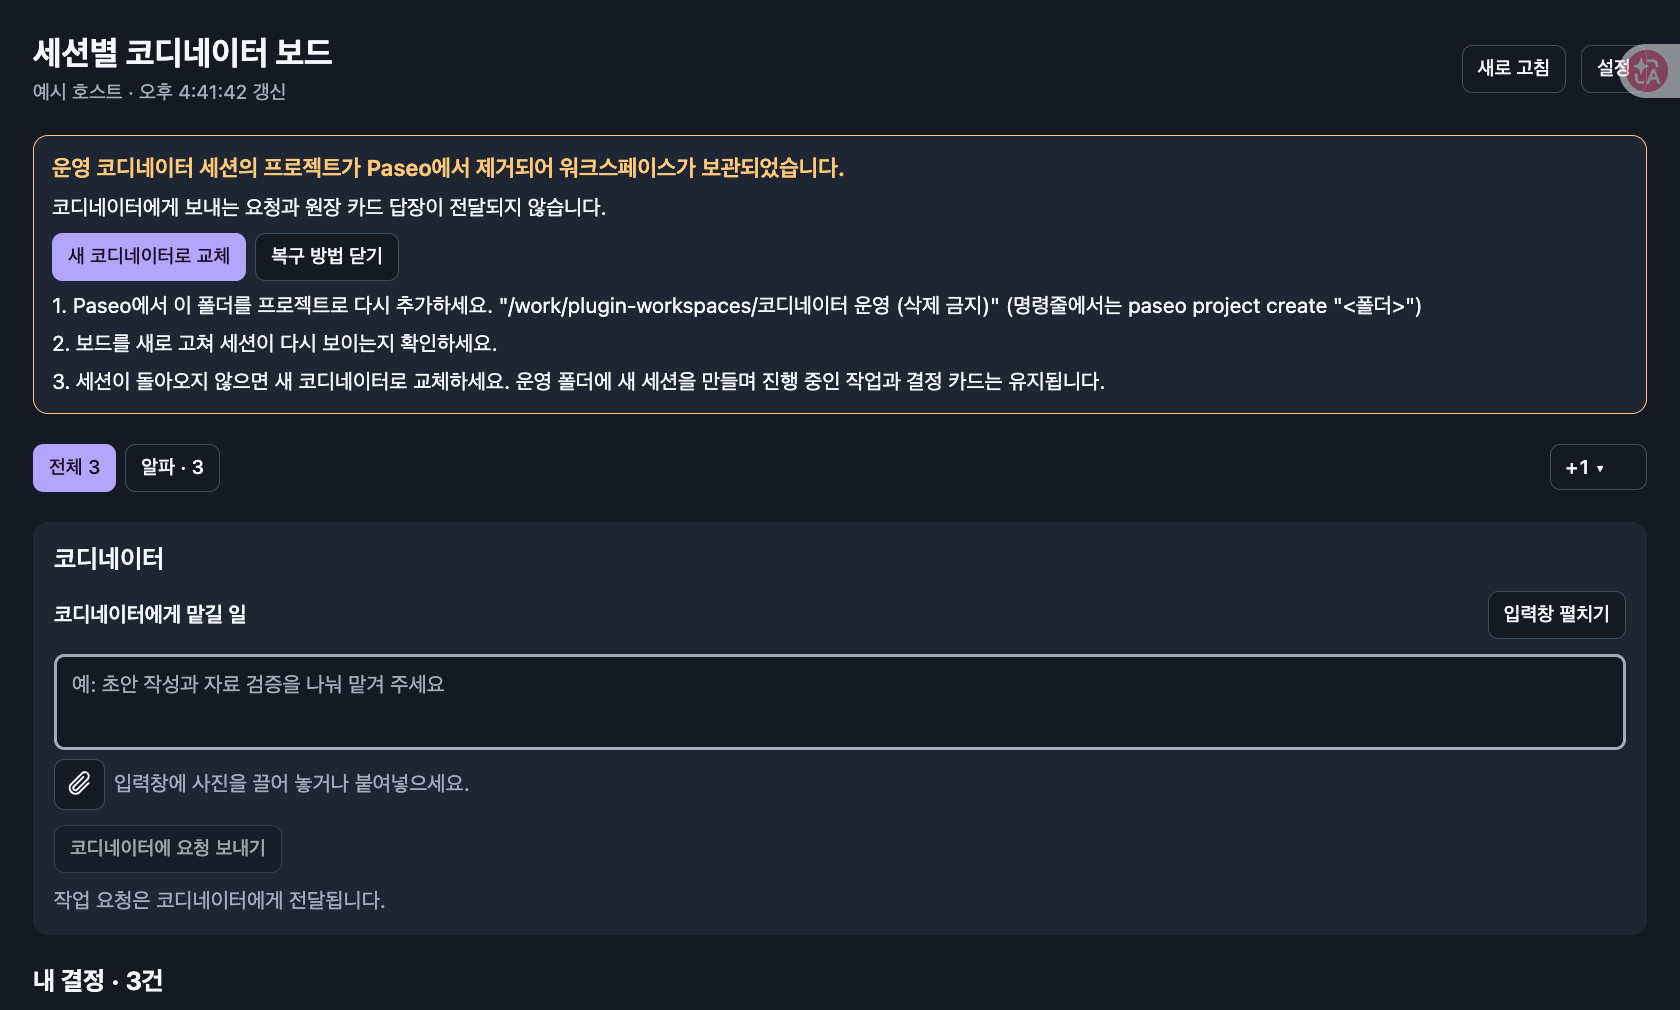 세션별 코디네이터 보드
예시 호스트 · 오후 4:41:42 갱신
새로 고침
설정
운영 코디네이터 세션의 프로젝트가 Paseo에서 제거되어 워크스페이스가 보관되었습니다.
코디네이터에게 보내는 요청과 원장 카드 답장이 전달되지 않습니다.
새 코디네이터로 교체
복구 방법 닫기
1. Paseo에서 이 폴더를 프로젝트로 다시 추가하세요. "/work/plugin-workspaces/코디네이터 운영 (삭제 금지)" (명령줄에서는 paseo project create "<폴더>")
2. 보드를 새로 고쳐 세션이 다시 보이는지 확인하세요.
3. 세션이 돌아오지 않으면 새 코디네이터로 교체하세요. 운영 폴더에 새 세션을 만들며 진행 중인 작업과 결정 카드는 유지됩니다.
전체 3
알파 · 3
+1 ▾
코디네이터
코디네이터에게 맡길 일
입력창 펼치기
예: 초안 작성과 자료 검증을 나눠 맡겨 주세요
입력창에 사진을 끌어 놓거나 붙여넣으세요.
코디네이터에 요청 보내기
작업 요청은 코디네이터에게 전달됩니다.
내 결정 · 3건